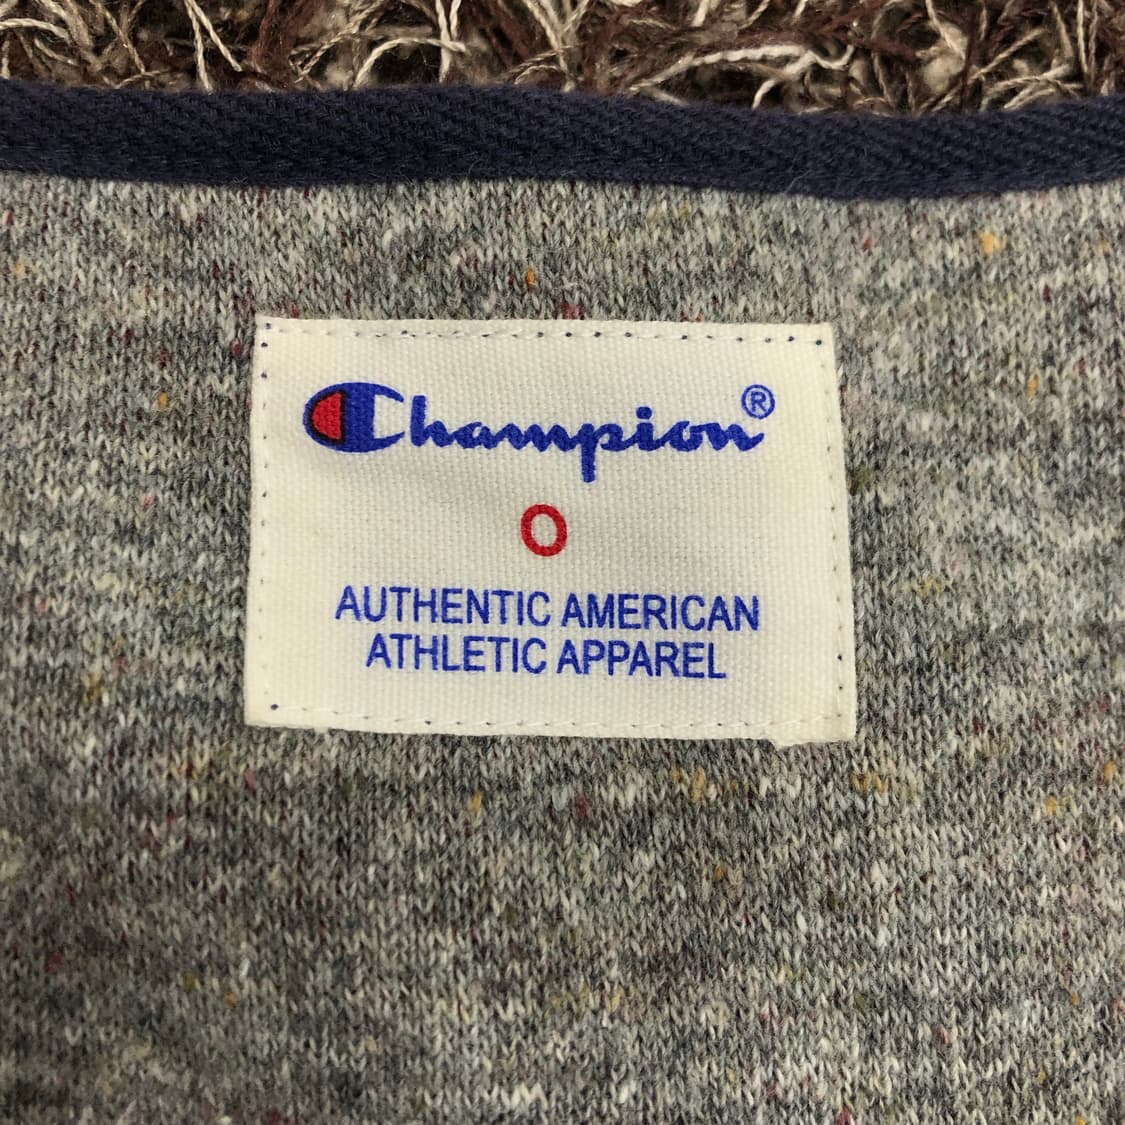 Champion®
O
AUTHENTIC AMERICAN
ATHLETIC APPAREL